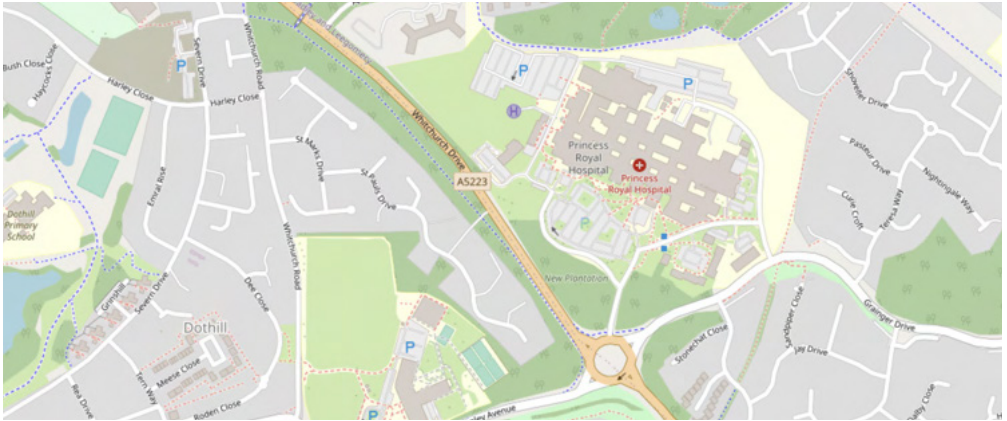 Bush Close
Haycocks Close
Harley Close
P
Severn Drive
Whitchurch Road
Harley Close
St Marks Drive
St Pauls Drive
Emral Rise
Dothill
Primary
School
Whitchurch Road
Grinshill
Severn Drive
Dee Close
Dothill
Tern Way
Meese Close
Rea Drive
Roden Close
P
P
Whitchurch Drive
A5223
P
H
P
Princess
Royal
Hospital
Princess
Royal Hospital
P
New Plantation
Shoveller Drive
Pasteur Drive
Nightingale Way
Curie Croft
Teresa Way
Grainger Drive
Sandpiper Close
Stonechat Close
Jay Drive
Avenue